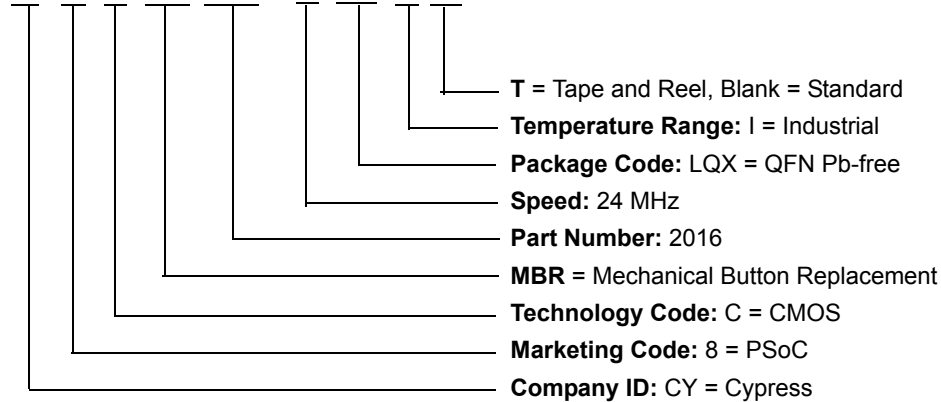 T = Tape and Reel, Blank = Standard
Temperature Range: I = Industrial
Package Code: LQX = QFN Pb-free
Speed: 24 MHz
Part Number: 2016
MBR = Mechanical Button Replacement
Technology Code: C = CMOS
Marketing Code: 8 = PSoC
Company ID: CY = Cypress